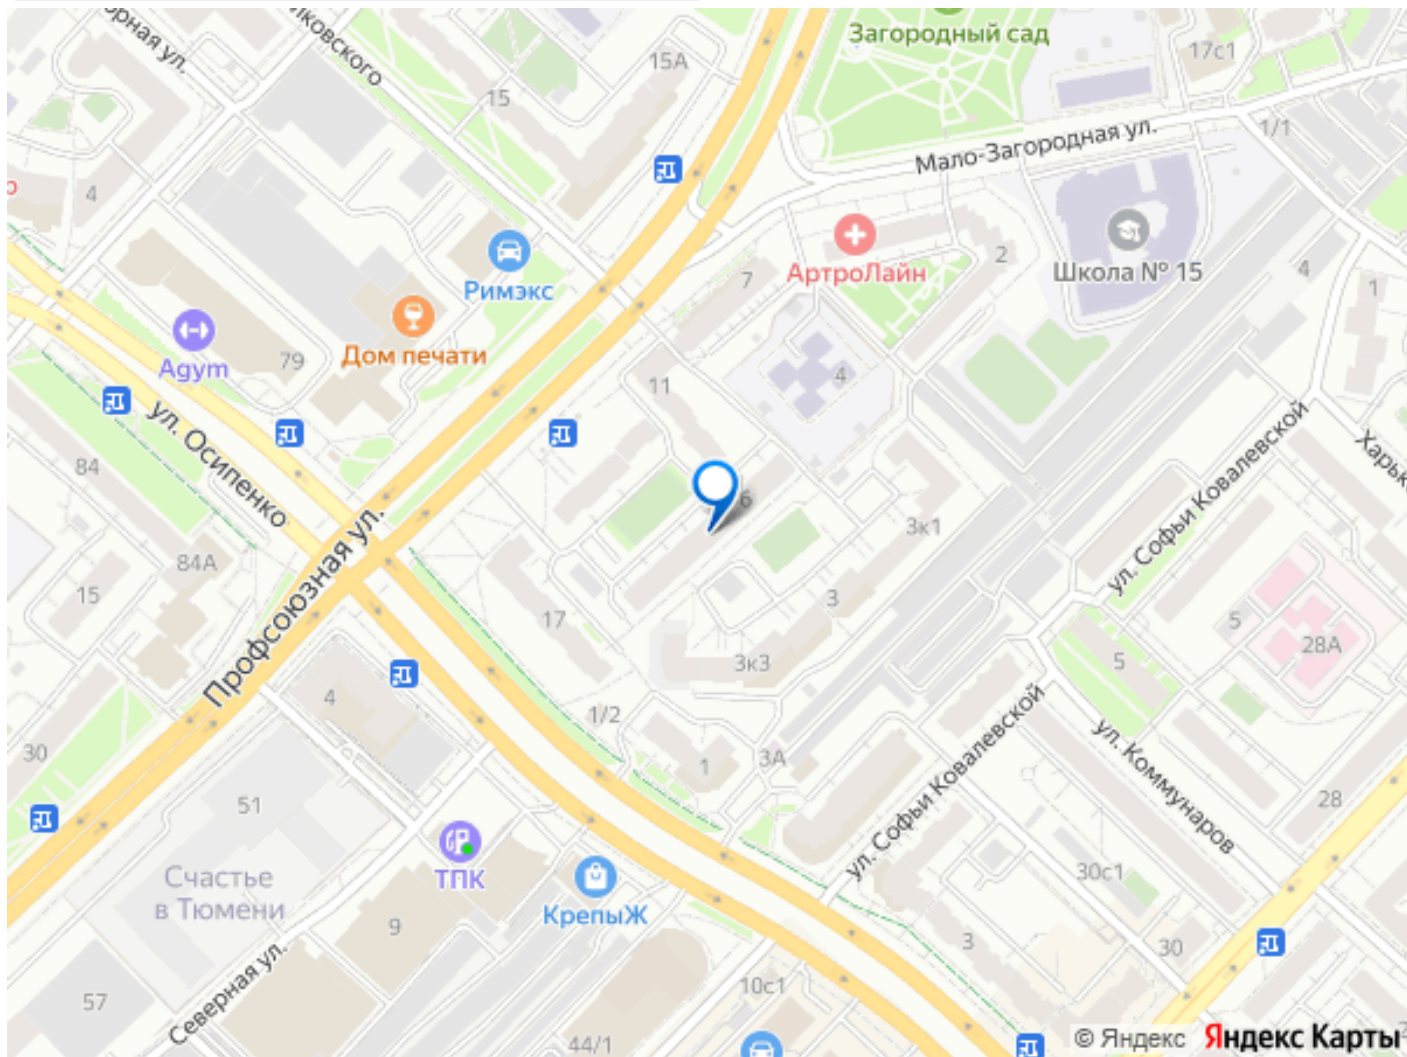 Загородный сад
17с1
15А
15
1/1
Мало-Загородная ул.
4
Римэкс
АртроЛайн
2
Школа № 15
4
1
7
Дом печати
Agym
79
11
4
ул. Осипенко
84
6
3к1
ул. Софьи Ковалевской
84А
15
Профсоюзная ул.
17
3
5
28А
3к3
5
4
1/2
30
3А
1
ул. Софьи Ковалевской
ул. Коммунаров
51
28
Счастье
в Тюмени
ТПК
КрепыЖ
30с1
9
3
30
Северная ул.
57
10с1
44/1
© Яндекс Яндекс Карты